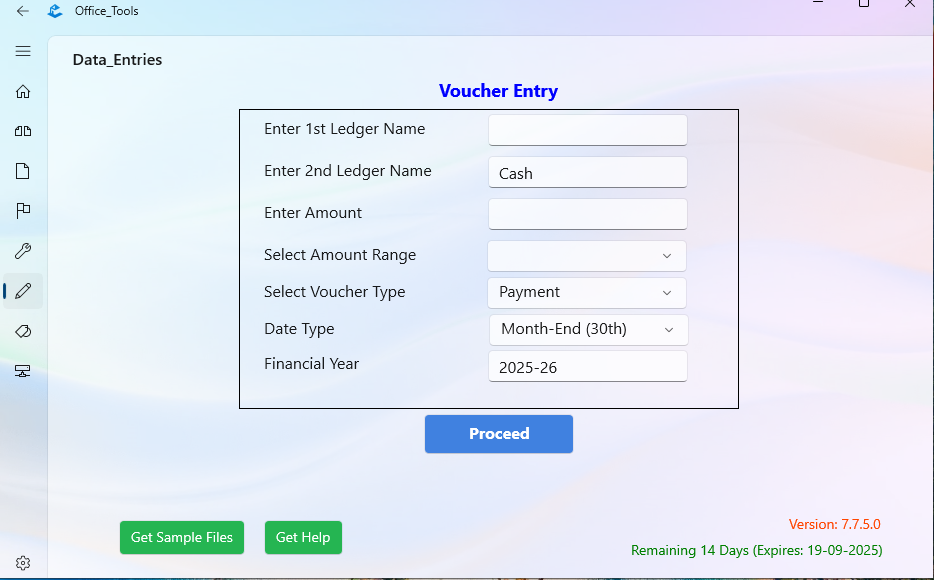 Office_Tools
Data_Entries
Voucher Entry
Enter 1st Ledger Name
Enter 2nd Ledger Name Cash
Enter Amount
Select Amount Range
Select Voucher Type Payment
Date Type Month-End (30th)
Financial Year 2025-26
Proceed
Get Sample Files Get Help
Version: 7.7.5.0
Remaining 14 Days (Expires: 19-09-2025)